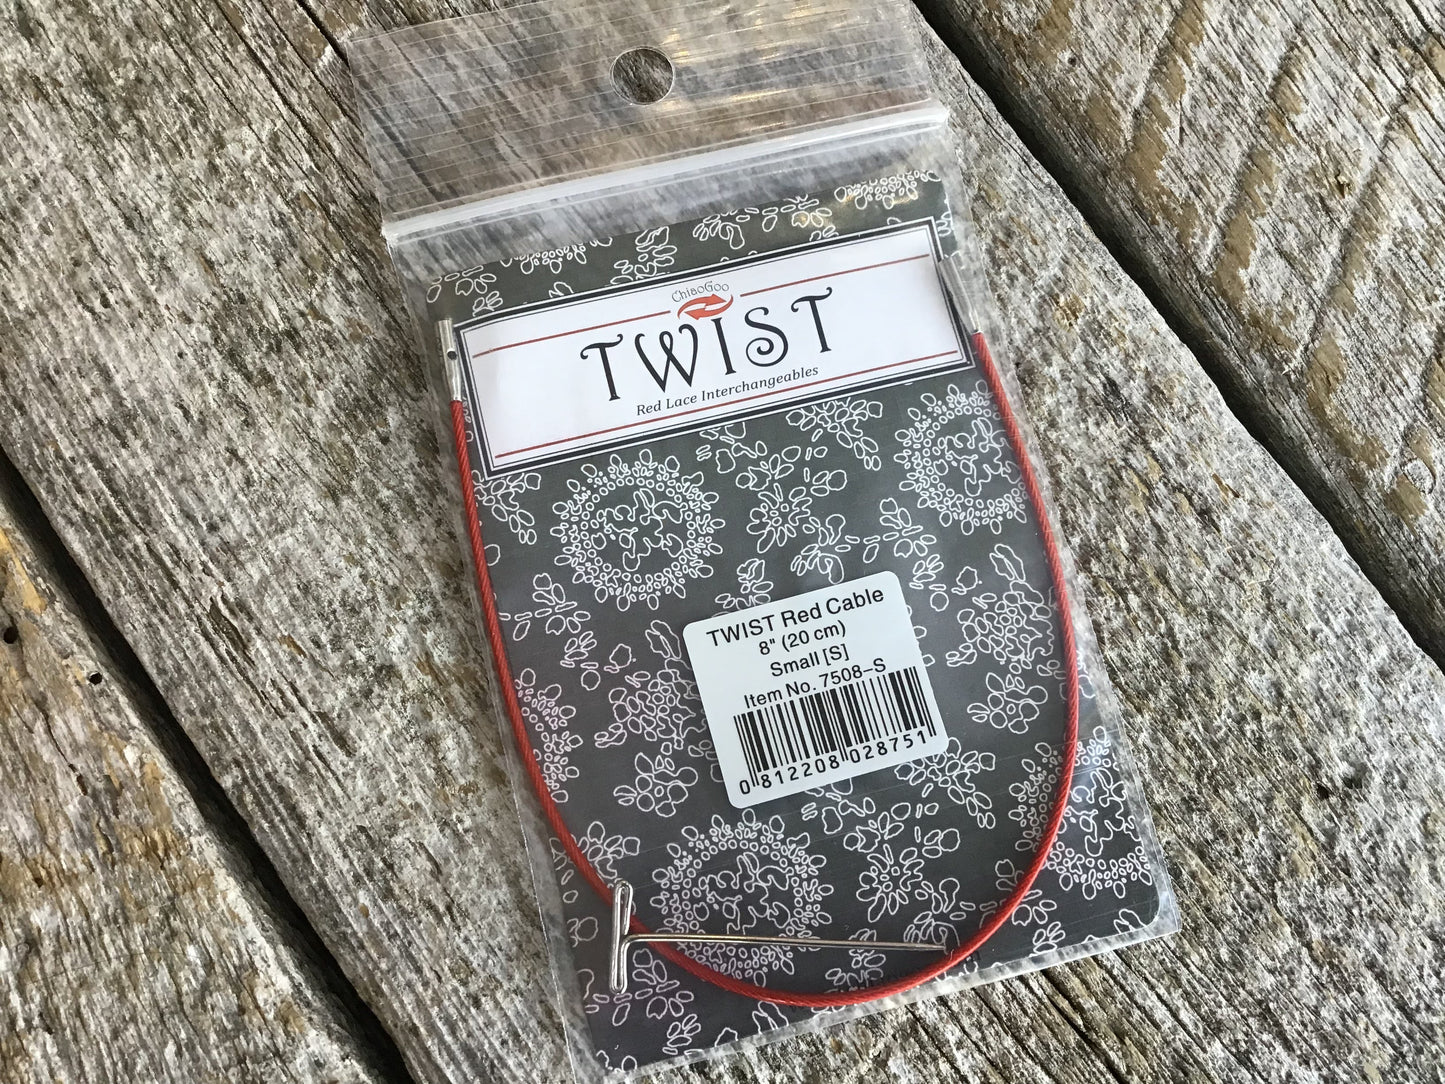 ChiaoGoo
TWIST
Red Lace Interchangeables
TWIST Red Cable
8" (20 cm)
Small [S]
Item No. 7508-S
0 812208 028751